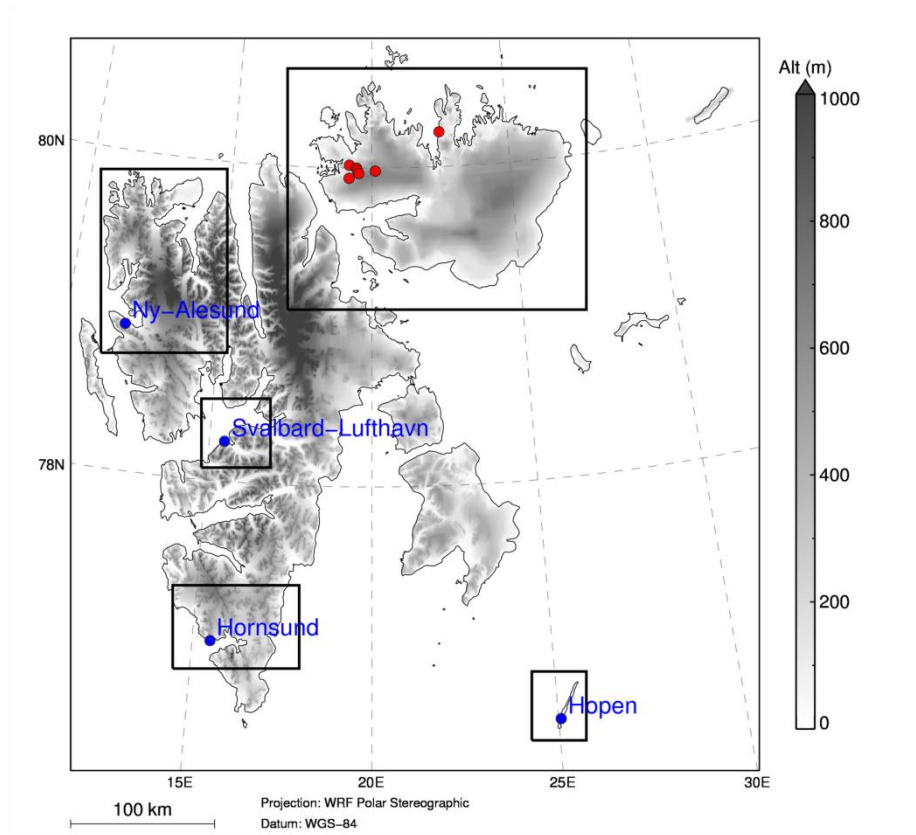 Alt (m)
1000
80N
800
Ny-Alesund
600
Svalbard-Lufthavn
78N
400
200
Hornsund
Hopen
0
15E
20E
25E
30E
100 km
Projection: WRF Polar Stereographic
Datum: WGS-84